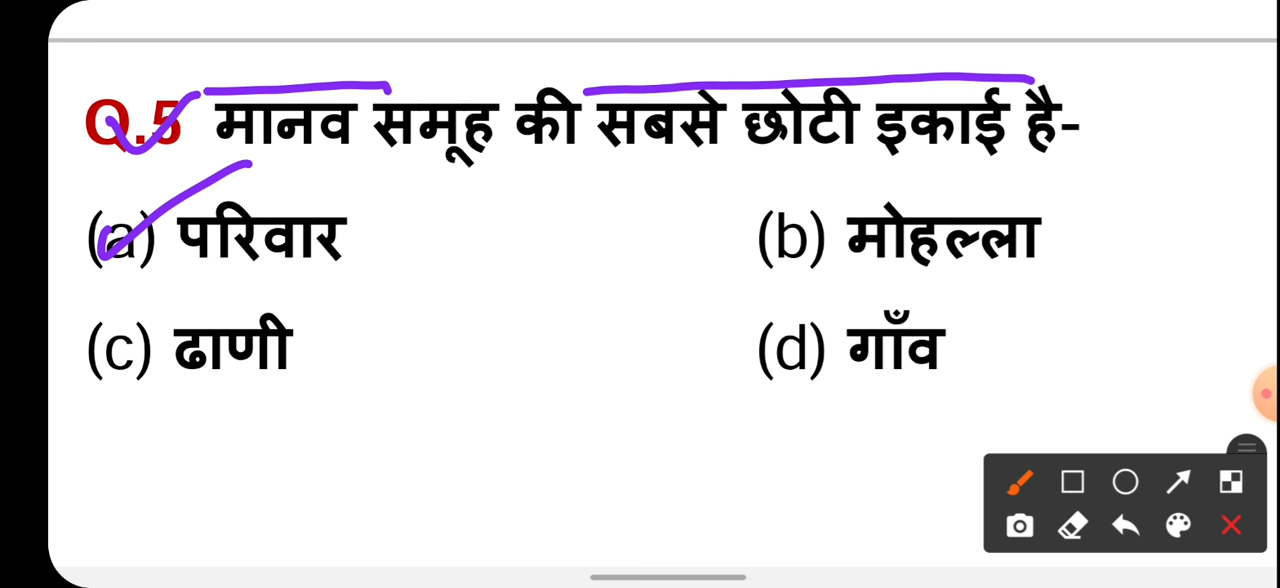 Q.5 मानव समूह की सबसे छोटी इकाई है-
(a) परिवार (b) मोहल्ला
(c) ढाणी (d) गाँव